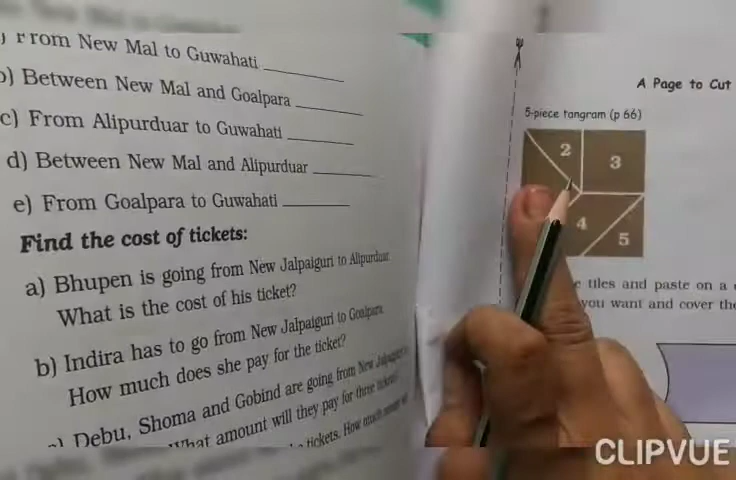 From New Mal to Guwahati
b) Between New Mal and Goalpara
c) From Alipurduar to Guwahati
d) Between New Mal and Alipurduar
e) From Goalpara to Guwahati
Find the cost of tickets:
a) Bhupen is going from New Jalpaiguri to Alipurduar
What is the cost of his ticket?
b) Indira has to go from New Jalpaiguri to Goalpara
How much does she pay for the ticket?
Debu, Shoma and Gobind are going from New Jalpaiguri
What amount will they pay for three tickets
tickets. How much
A Page to Cut
5-piece tangram (p 66)
2
3
4
5
tiles and paste on a
you want and cover the
CLIPVUE